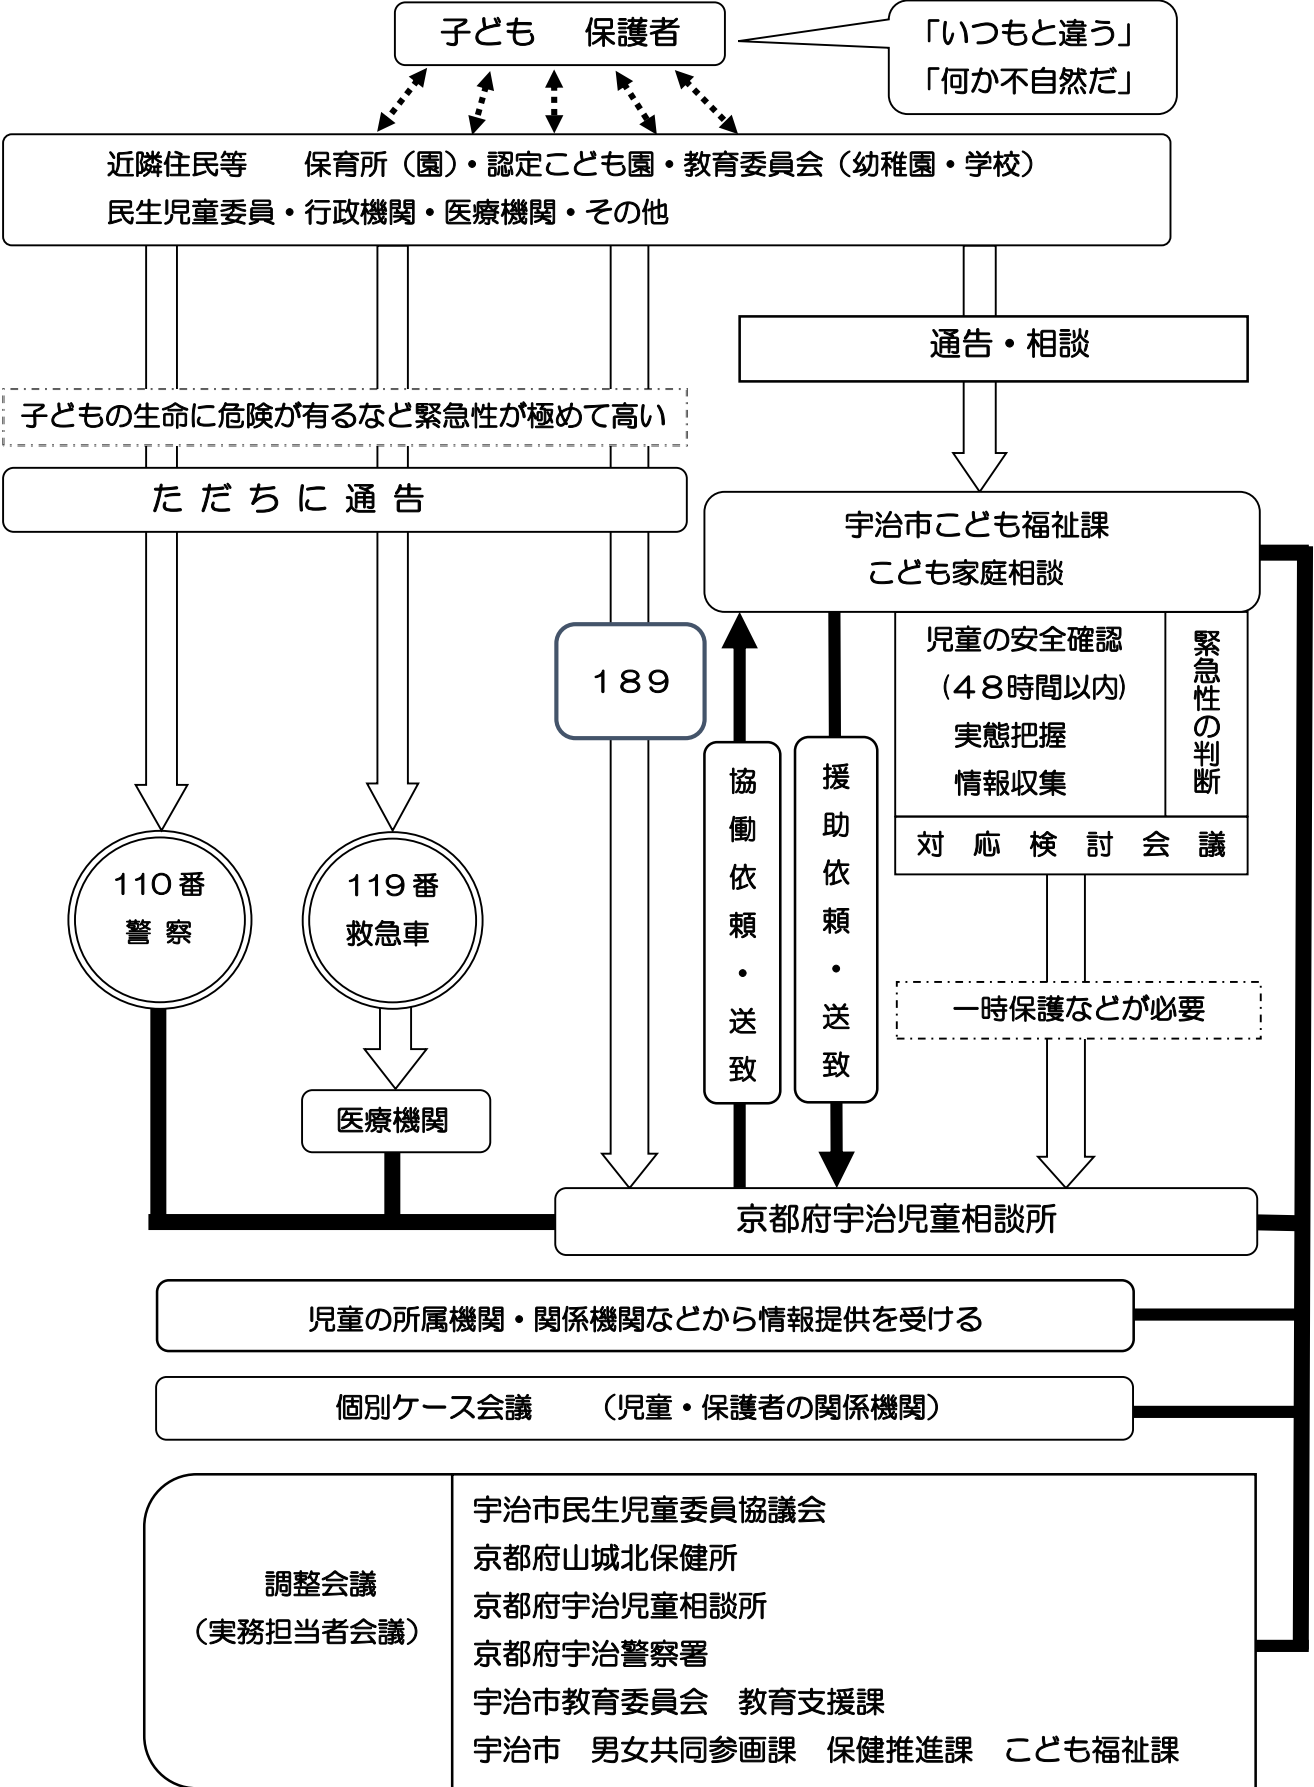 子ども　保護者
「いつもと違う」
「何か不自然だ」
近隣住民等　保育所（園）・認定こども園・教育委員会（幼稚園・学校）
民生児童委員・行政機関・医療機関・その他
通告・相談
子どもの生命に危険が有るなど緊急性が極めて高い
ただちに通告
宇治市こども福祉課
こども家庭相談
189
児童の安全確認
(48時間以内)
実態把握
情報収集
緊急性の判断
対応検討会議
協働依頼・送致
援助依頼・送致
110番
警察
119番
救急車
一時保護などが必要
医療機関
京都府宇治児童相談所
児童の所属機関・関係機関などから情報提供を受ける
個別ケース会議　（児童・保護者の関係機関）
調整会議
（実務担当者会議）
宇治市民生児童委員協議会
京都府山城北保健所
京都府宇治児童相談所
京都府宇治警察署
宇治市教育委員会　教育支援課
宇治市　男女共同参画課　保健推進課　こども福祉課